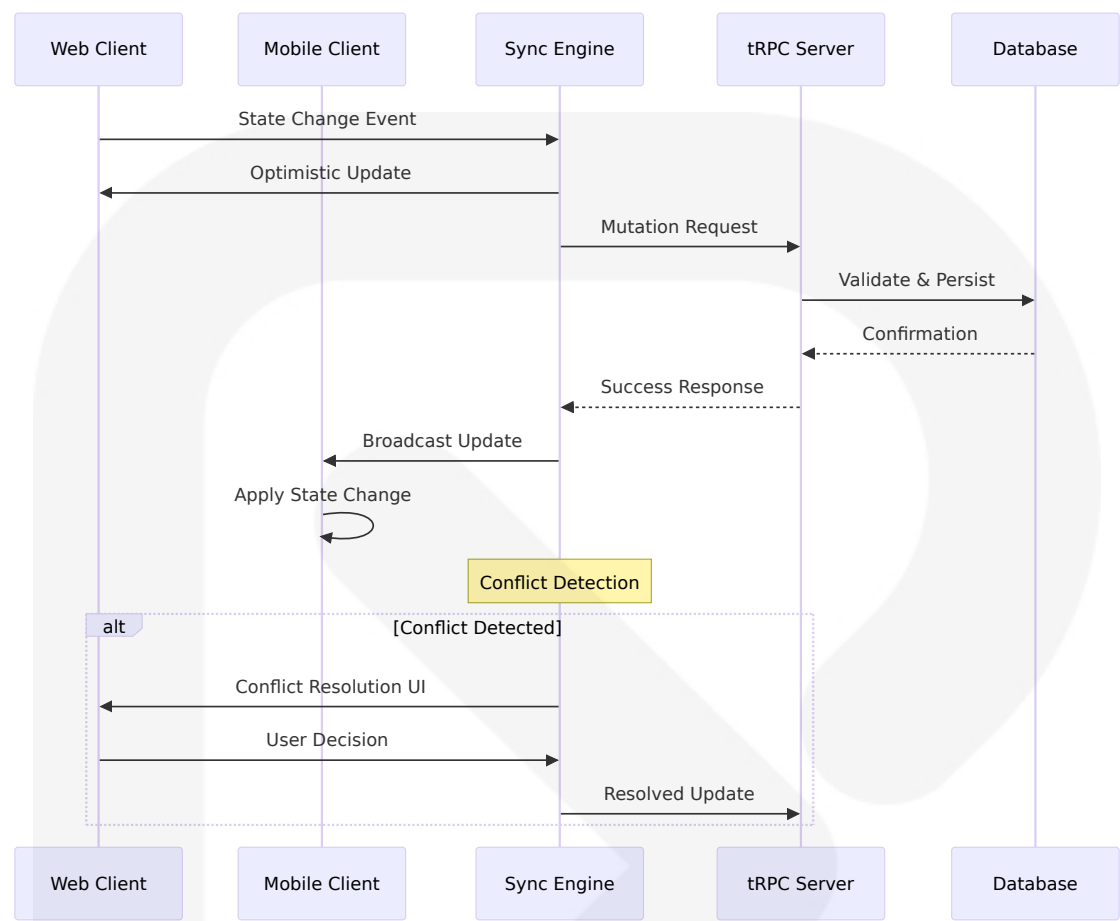 Web Client
Mobile Client
Sync Engine
tRPC Server
Database
State Change Event
Optimistic Update
Mutation Request
Validate & Persist
Confirmation
Success Response
Broadcast Update
Apply State Change
Conflict Detection
alt
[Conflict Detected]
Conflict Resolution UI
User Decision
Resolved Update
Web Client
Mobile Client
Sync Engine
tRPC Server
Database